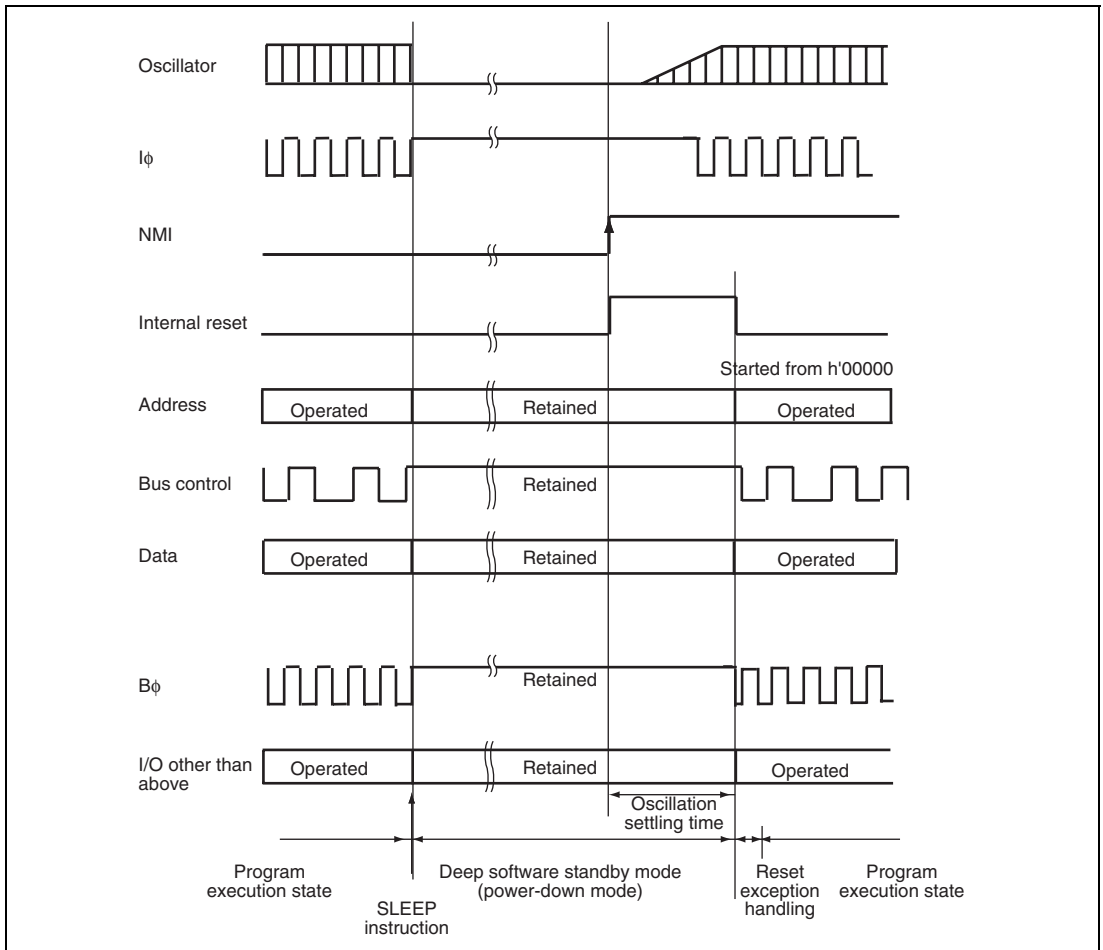 Oscillator
Iϕ
NMI
Internal reset
Started from h'00000
Address
Operated
Retained
Operated
Bus control
Retained
Data
Operated
Retained
Operated
Bϕ
Retained
I/O other than
above
Operated
Retained
Operated
Oscillation
settling time
Program
execution state
SLEEP
instruction
Deep software standby mode
(power-down mode)
Reset
exception
handling
Program
execution state